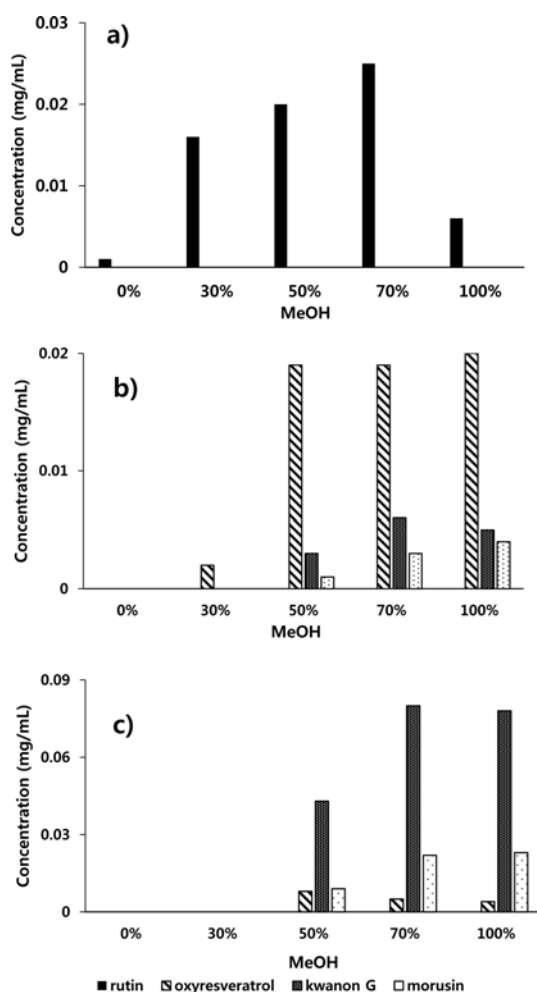 a)
Concentration (mg/mL)
0.03
0.02
0.01
0
0% 30% 50% 70% 100%
MeOH
b)
Concentration (mg/mL)
0.02
0.01
0
0% 30% 50% 70% 100%
MeOH
c)
Concentration (mg/mL)
0.09
0.06
0.03
0
0% 30% 50% 70% 100%
MeOH
rutin oxyresveratrol kwanon G morusin